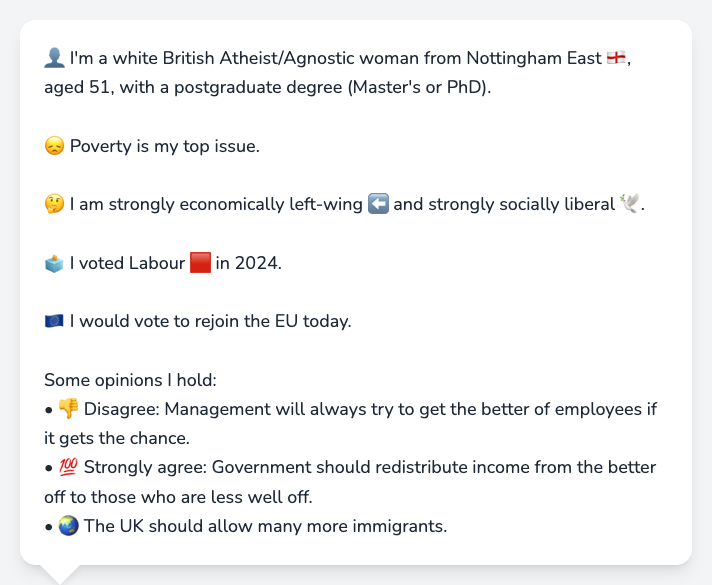 👤 I'm a white British Atheist/Agnostic woman from Nottingham East 🏴󠁧󠁢󠁥󠁮󠁧󠁿,
aged 51, with a postgraduate degree (Master's or PhD).
😞 Poverty is my top issue.
🤔 I am strongly economically left-wing ⬅️ and strongly socially liberal 🕊️.
🗳️ I voted Labour 🟥 in 2024.
🇪🇺 I would vote to rejoin the EU today.
Some opinions I hold:
• 👎 Disagree: Management will always try to get the better of employees if
it gets the chance.
• 💯 Strongly agree: Government should redistribute income from the better
off to those who are less well off.
• 🌏 The UK should allow many more immigrants.